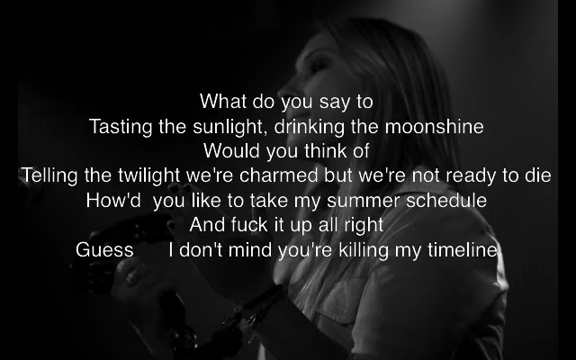 What do you say to
Tasting the sunlight, drinking the moonshine
Would you think of
Telling the twilight we're charmed but we're not ready to die
How'd you like to take my summer schedule
And fuck it up all right
Guess I don't mind you're killing my timeline